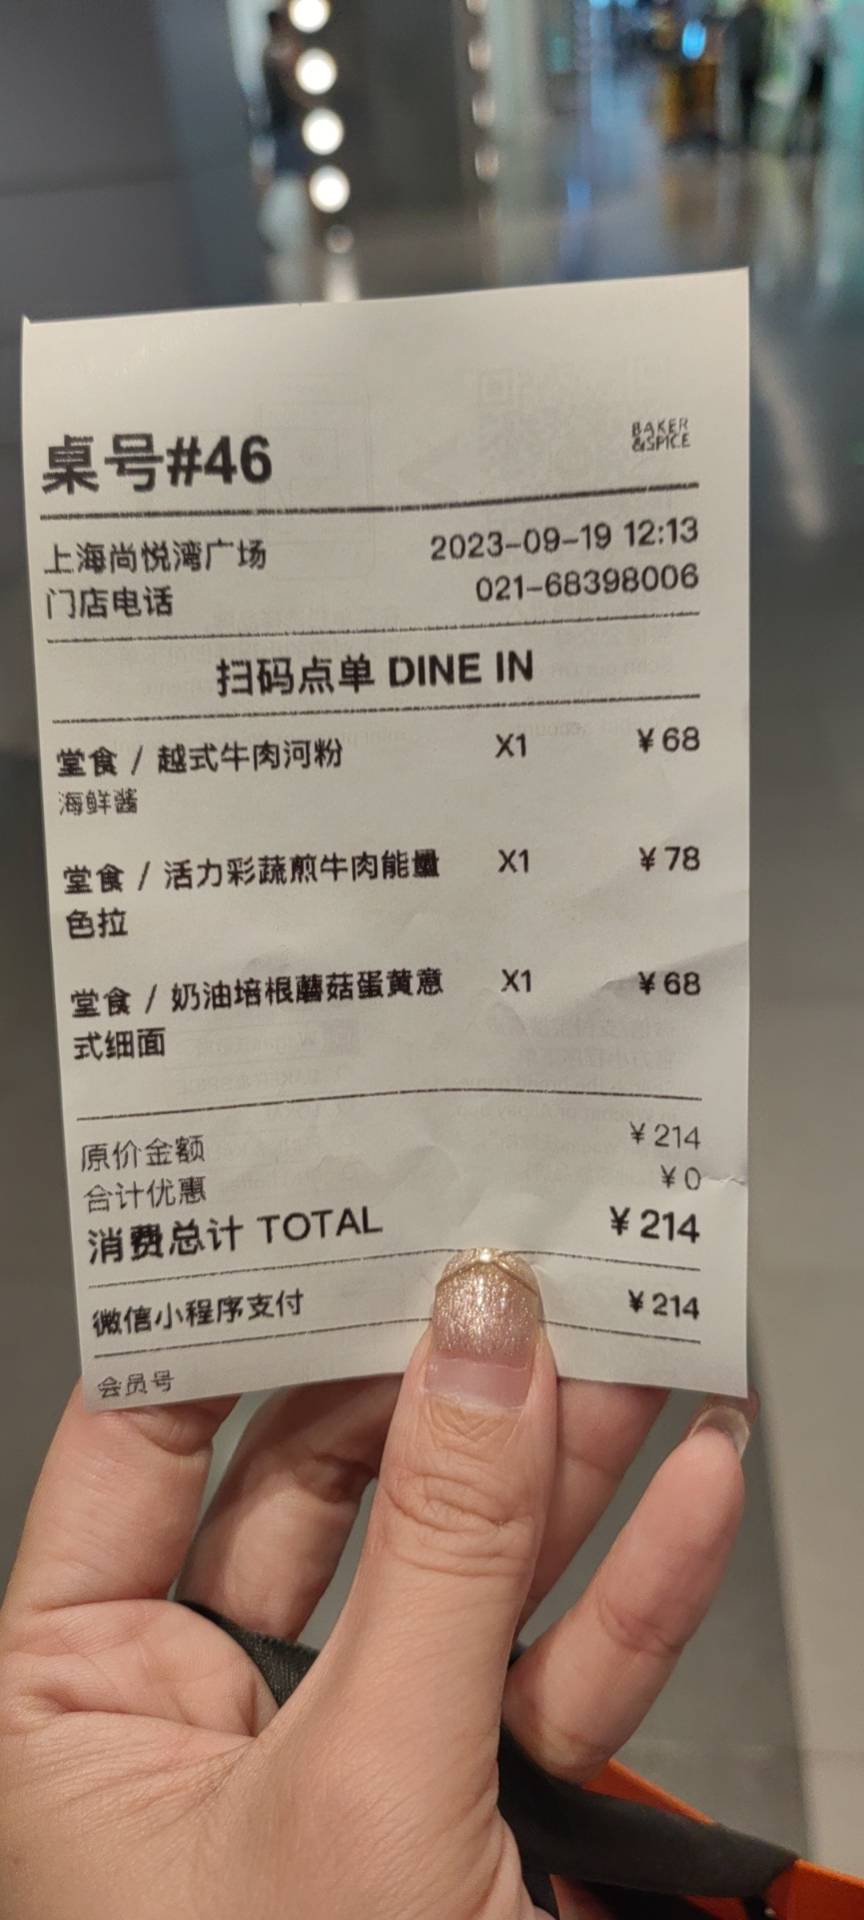 桌号#46
BAKER
&SPICE
上海尚悦湾广场 2023-09-19 12:13
门店电话 021-68398006
扫码点单 DINE IN
堂食 / 越式牛肉河粉 X1 ¥68
海鲜酱
堂食 / 活力彩蔬煎牛肉能量 X1 ¥78
色拉
堂食 / 奶油培根蘑菇蛋黄意 X1 ¥68
式细面
原价金额 ¥214
合计优惠 ¥0
消费总计 TOTAL ¥214
微信小程序支付 ¥214
会员号